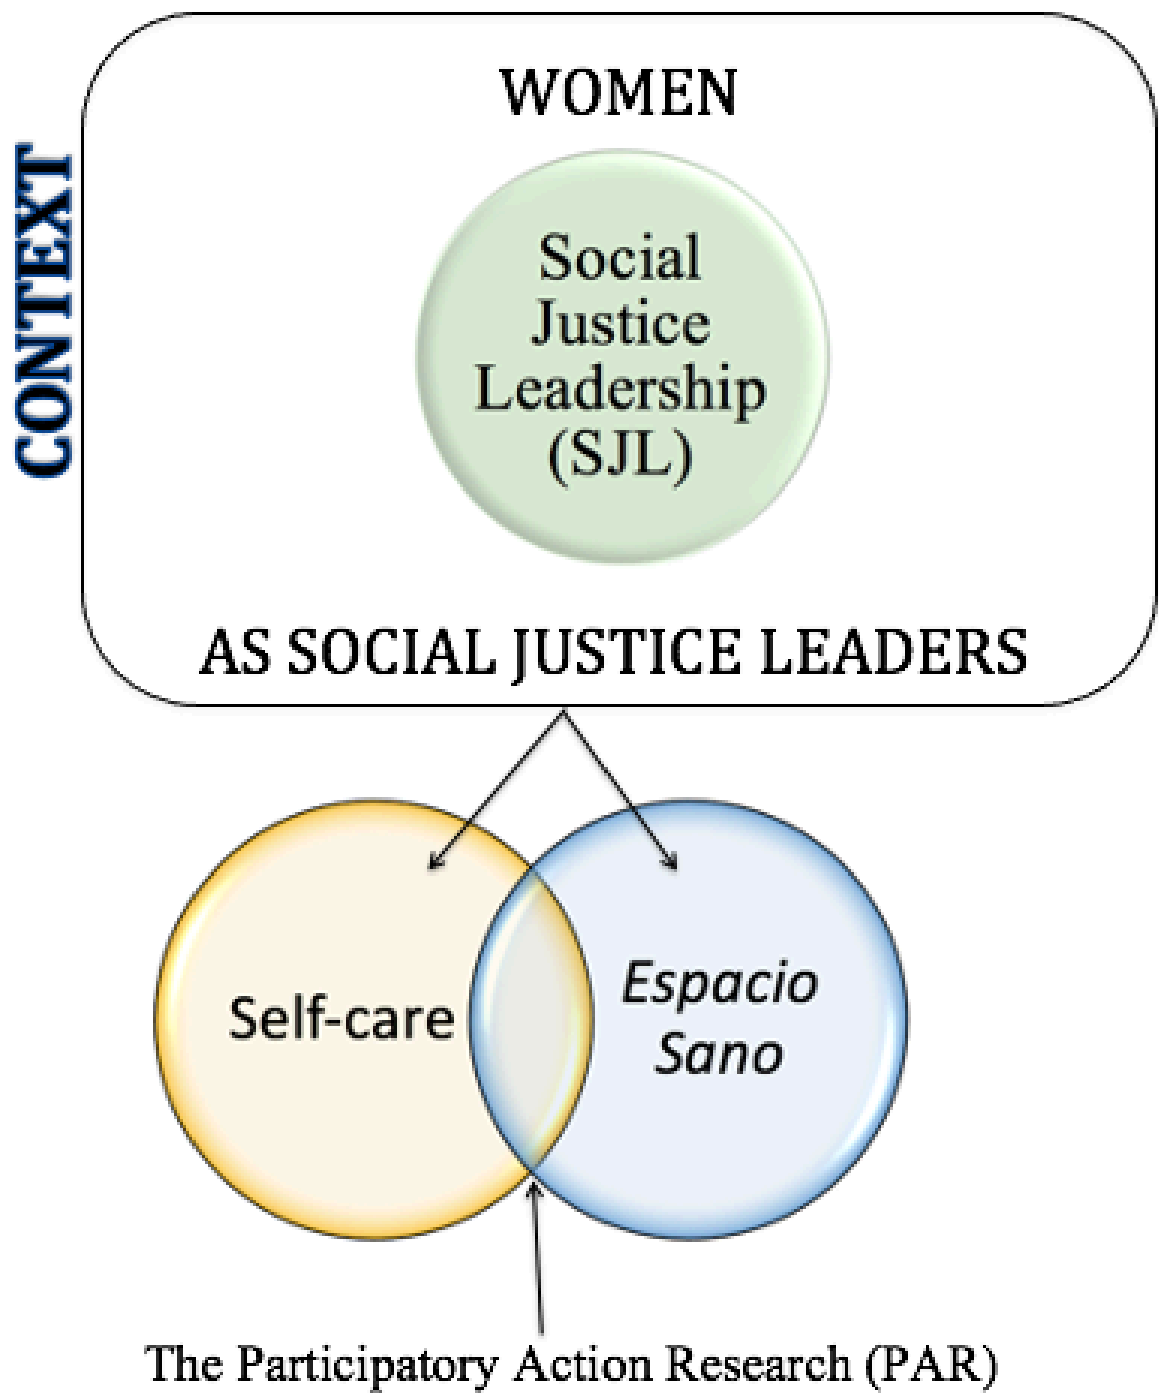 CONTEXT
WOMEN
Social
Justice
Leadership
(SJL)
AS SOCIAL JUSTICE LEADERS
Self-care
Espacio
Sano
The Participatory Action Research (PAR)